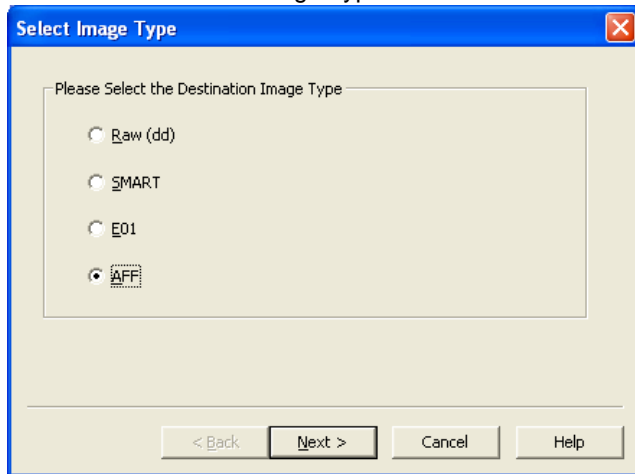 Select Image Type
Please Select the Destination Image Type
Raw (dd)
SMART
E01
AFF
< Back
Next >
Cancel
Help